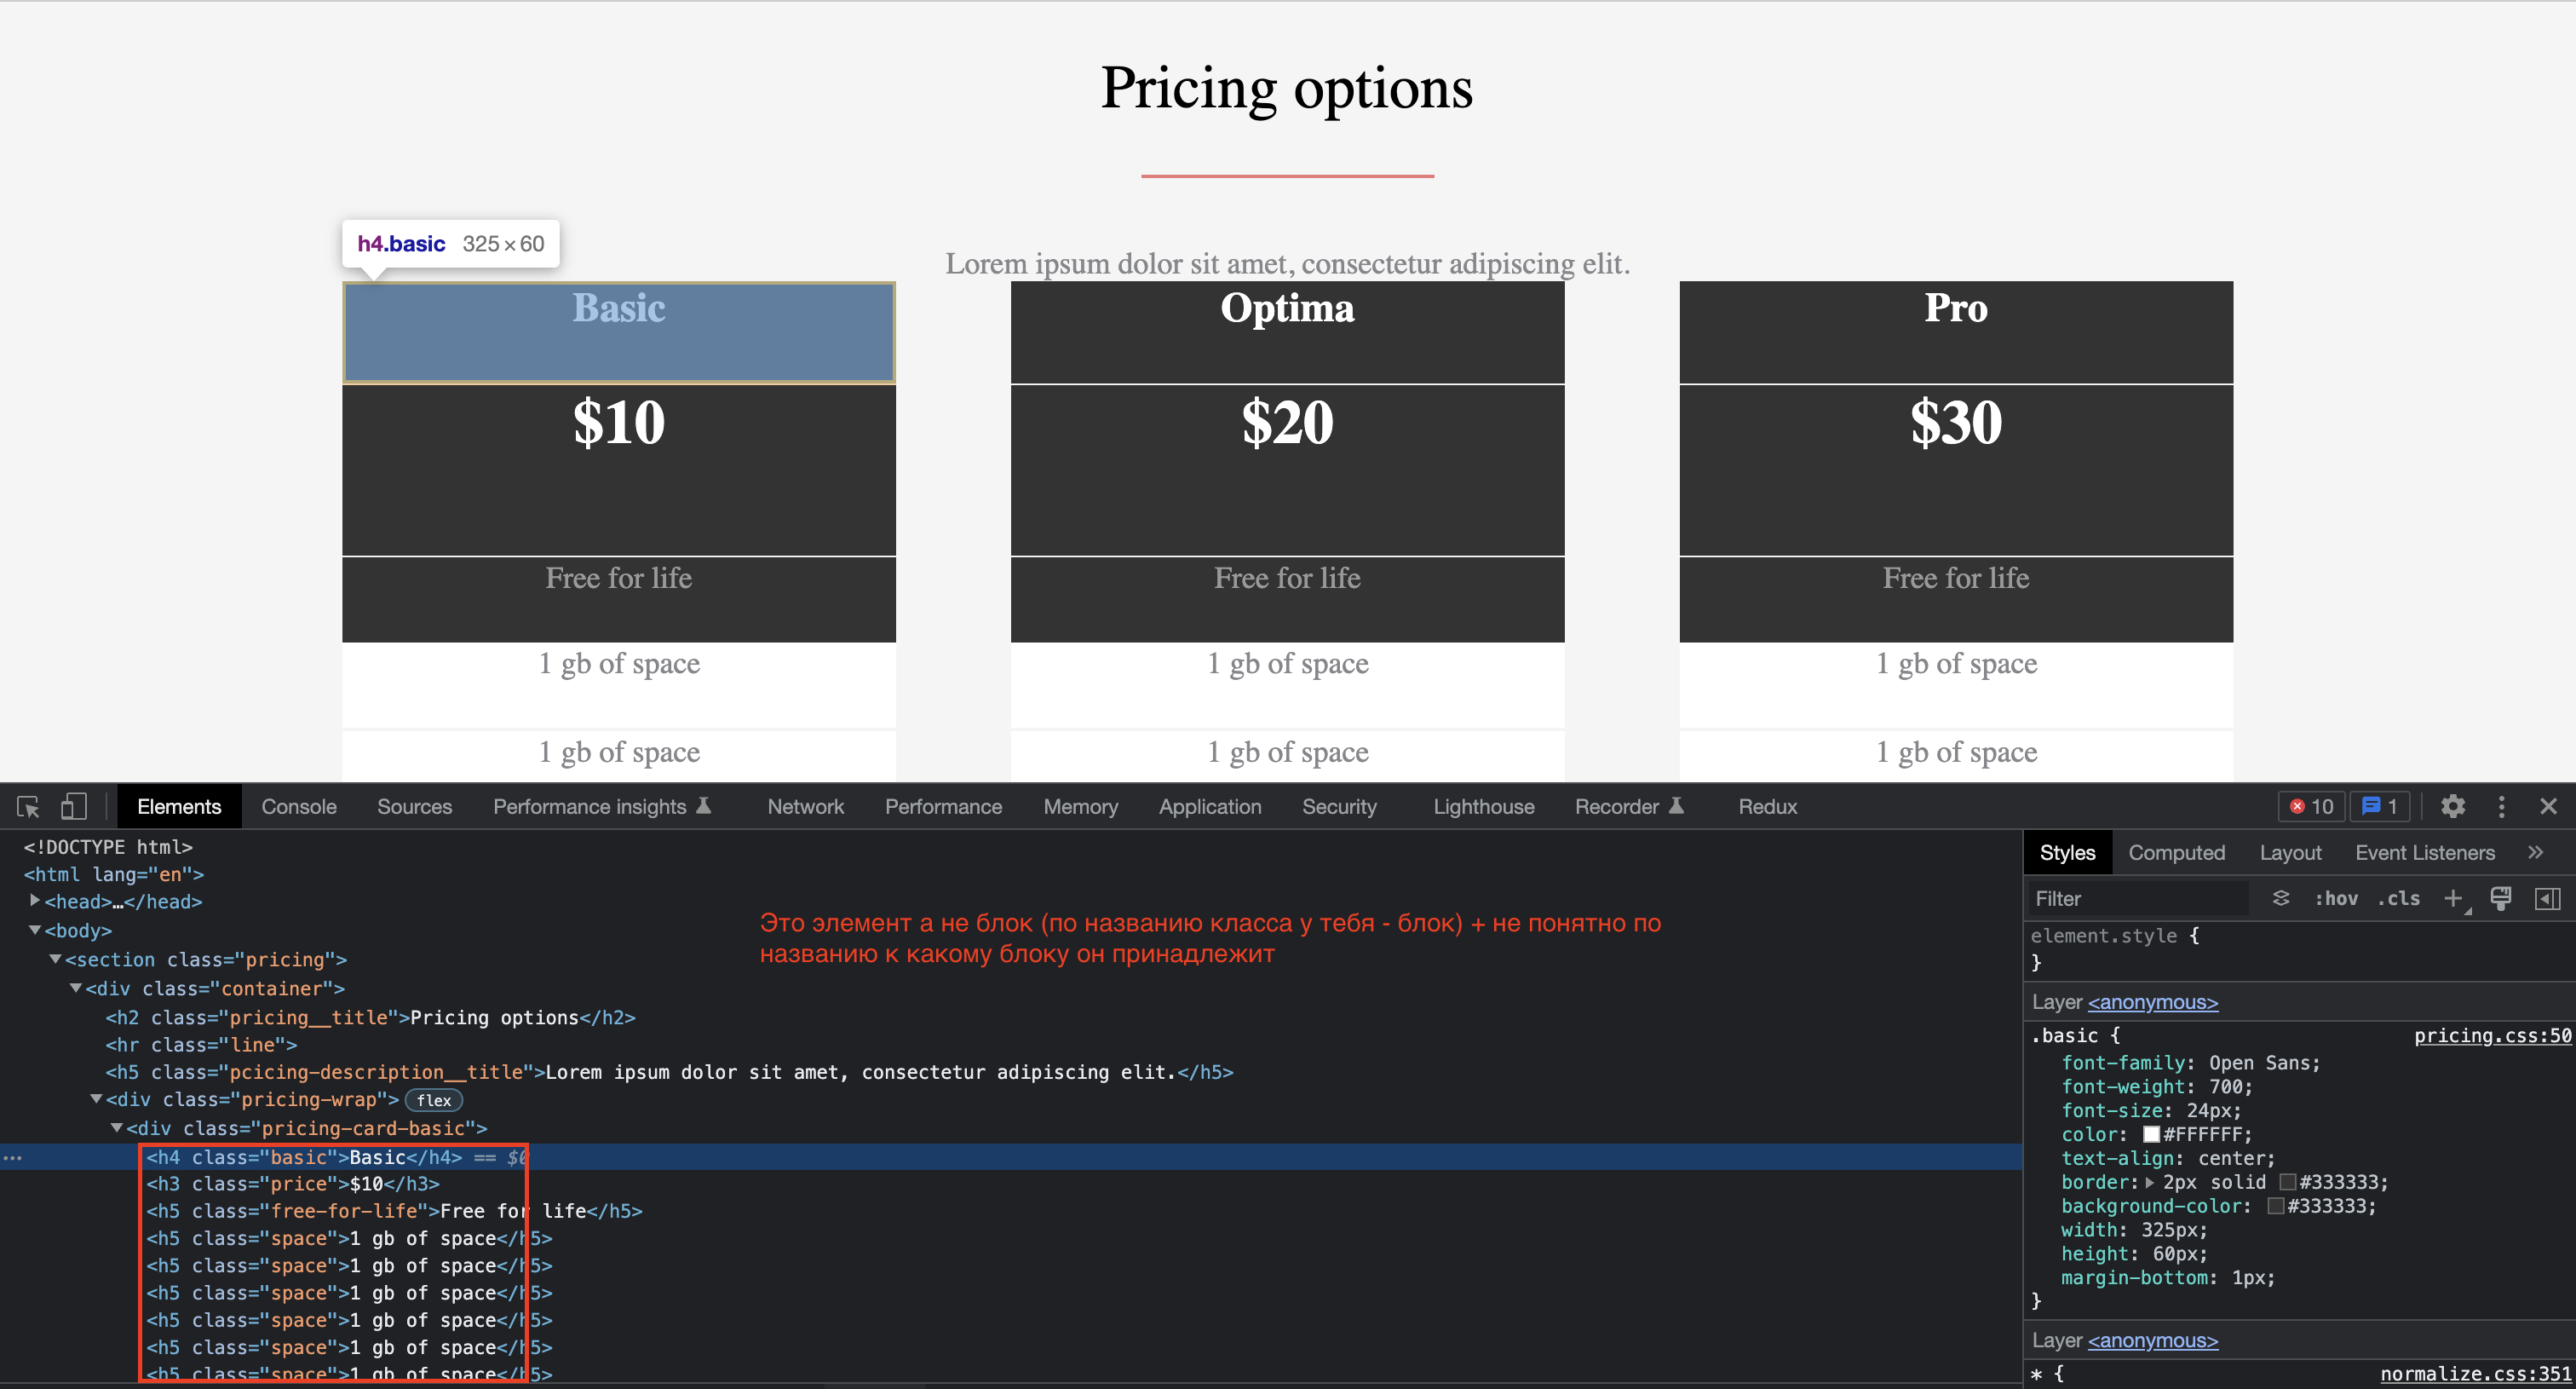 Pricing options
h4.basic 325 × 60
Lorem ipsum dolor sit amet, consectetur adipiscing elit.
Basic Optima Pro
$10 $20 $30
Free for life Free for life Free for life
1 gb of space 1 gb of space 1 gb of space
1 gb of space 1 gb of space 1 gb of space
Elements Console Sources Performance insights Network Performance Memory Application Security Lighthouse Recorder Redux 10 1
<!DOCTYPE html>
<html lang="en">
<head>…</head>
<body>
<section class="pricing">
<div class="container">
<h2 class="pricing__title">Pricing options</h2>
<hr class="line">
<h5 class="pcicing-description__title">Lorem ipsum dolor sit amet, consectetur adipiscing elit.</h5>
<div class="pricing-wrap"> flex
<div class="pricing-card-basic">
<h4 class="basic">Basic</h4> == $0
<h3 class="price">$10</h3>
<h5 class="free-for-life">Free for life</h5>
<h5 class="space">1 gb of space</h5>
<h5 class="space">1 gb of space</h5>
<h5 class="space">1 gb of space</h5>
<h5 class="space">1 gb of space</h5>
<h5 class="space">1 gb of space</h5>
<h5 class="space">1 gb of space</h5>
Это элемент а не блок (по названию класса у тебя - блок) + не понятно по
названию к какому блоку он принадлежит
Styles Computed Layout Event Listeners »
Filter :hov .cls +
element.style {
}
Layer <anonymous>
.basic { pricing.css:50
font-family: Open Sans;
font-weight: 700;
font-size: 24px;
color: #FFFFFF;
text-align: center;
border: 2px solid #333333;
background-color: #333333;
width: 325px;
height: 60px;
margin-bottom: 1px;
}
Layer <anonymous>
* { normalize.css:351